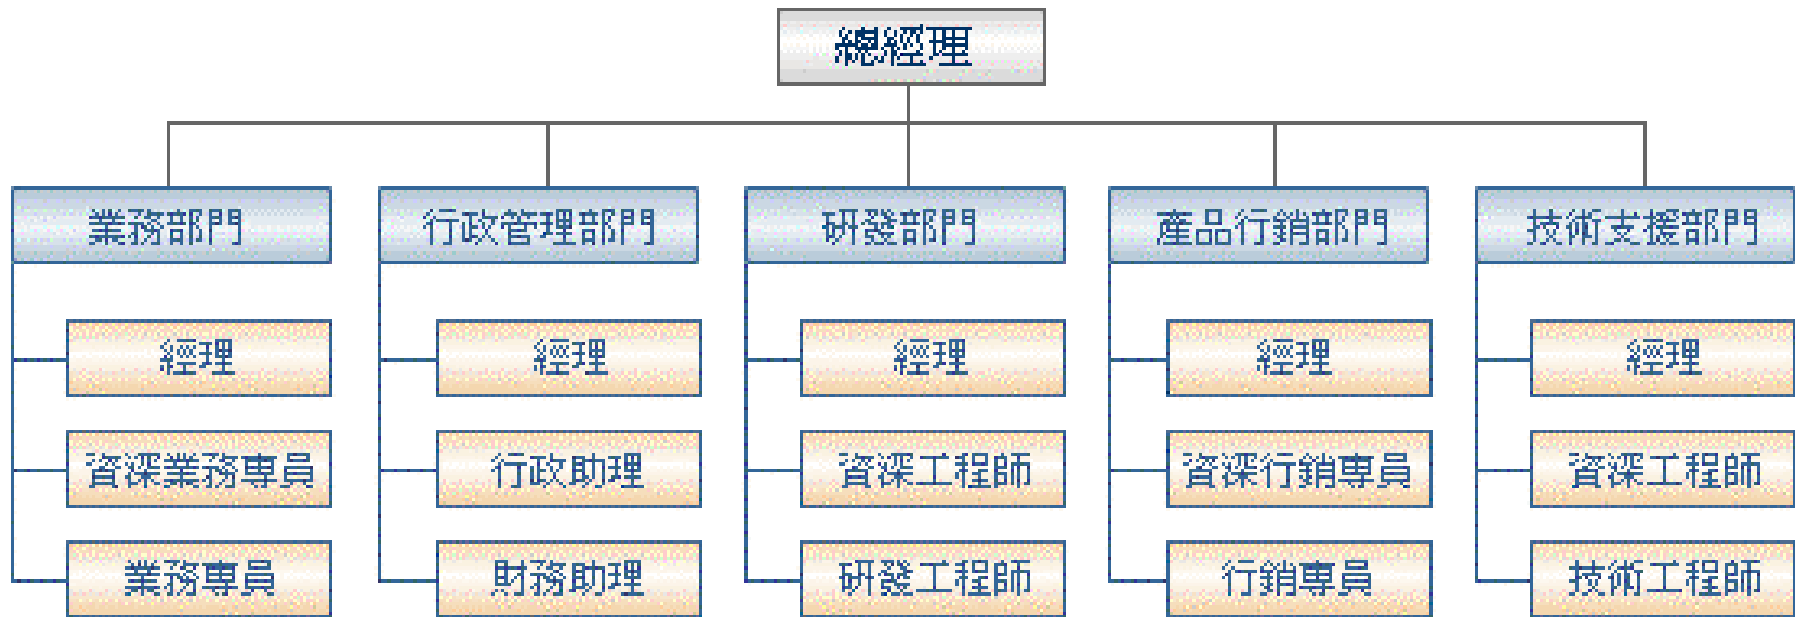 總經理
業務部門
行政管理部門
研發部門
產品行銷部門
技術支援部門
經理
經理
經理
經理
經理
資深業務專員
行政助理
資深工程師
資深行銷專員
資深工程師
業務專員
財務助理
研發工程師
行銷專員
技術工程師